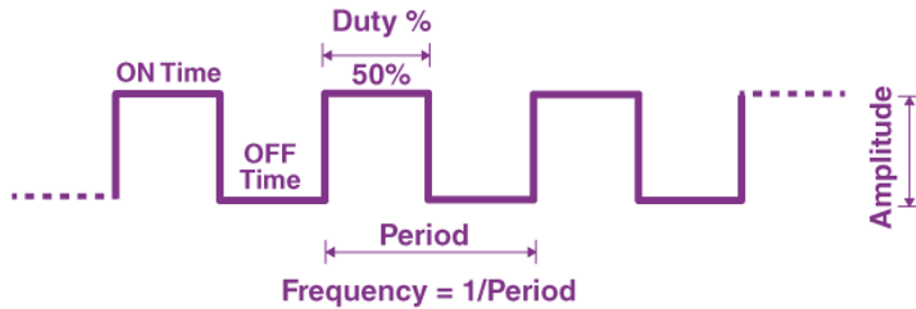 Duty %
ON Time
50%
OFF
Time
Amplitude
Period
Frequency = 1/Period